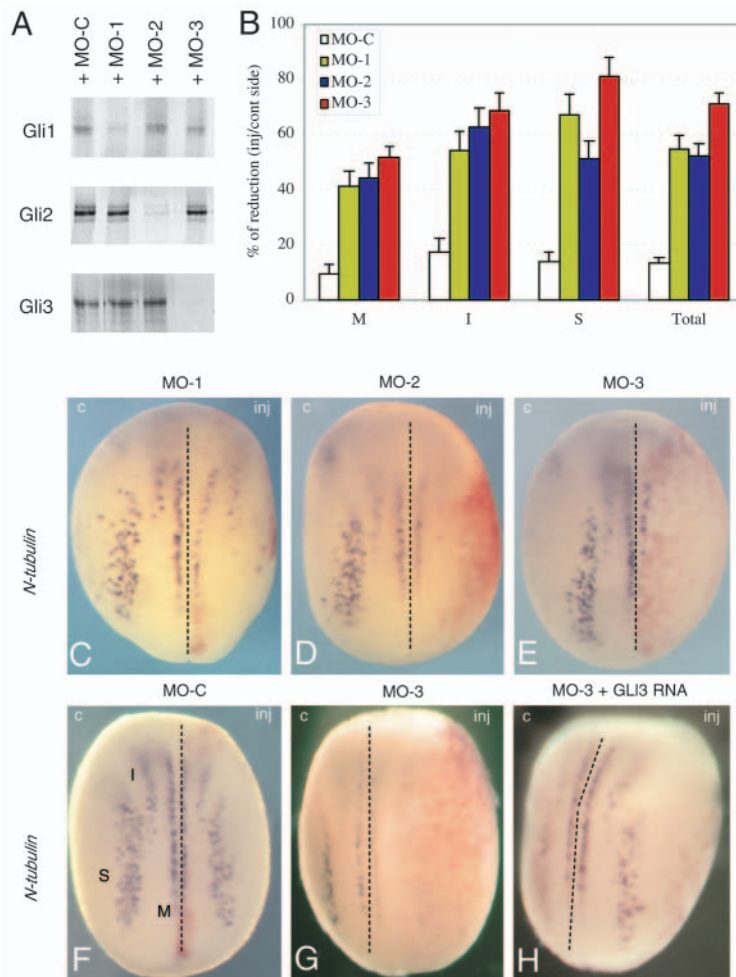 A
+ MO-C
+ MO-1
+ MO-2
+ MO-3
Gli1
Gli2
Gli3
B
% of reduction (inj/cont side)
100
80
60
40
20
0
MO-C
MO-1
MO-2
MO-3
M
I
S
Total
MO-1
MO-2
MO-3
N-tubulin
c
inj
C
c
inj
D
c
inj
E
MO-C
MO-3
MO-3 + GLI3 RNA
N-tubulin
c
inj
I
S
M
F
c
inj
G
c
inj
H